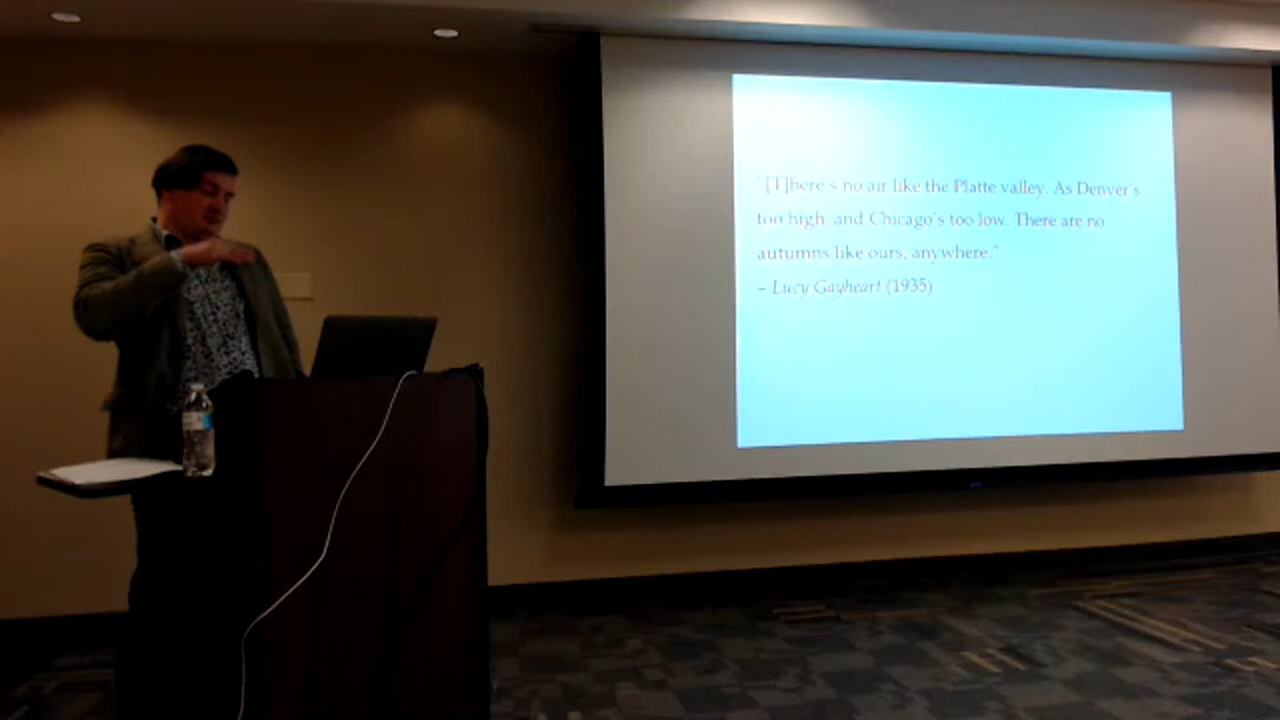 "[T]here's no air like the Platte valley. As Denver's
too high, and Chicago's too low. There are no
autumns like ours, anywhere."
– Lucy Gayheart (1935)